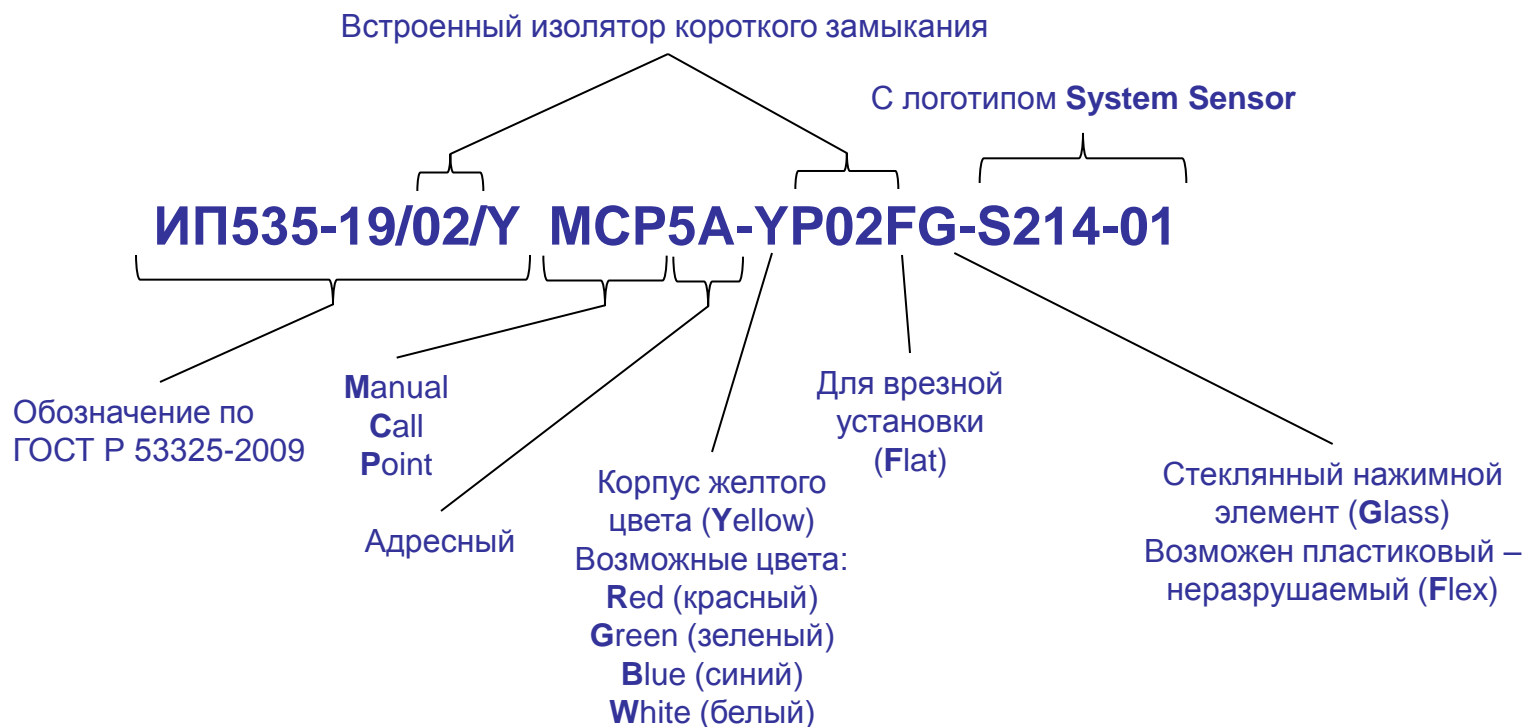 Встроенный изолятор короткого замыкания
С логотипом System Sensor
ИП535-19/02/Y MCP5A-YP02FG-S214-01
Обозначение по
ГОСТ Р 53325-2009
Manual
Call
Point
Адресный
Корпус желтого
цвета (Yellow)
Возможные цвета:
Red (красный)
Green (зеленый)
Blue (синий)
White (белый)
Для врезной
установки
(Flat)
Стеклянный нажимной
элемент (Glass)
Возможен пластиковый –
неразрушаемый (Flex)